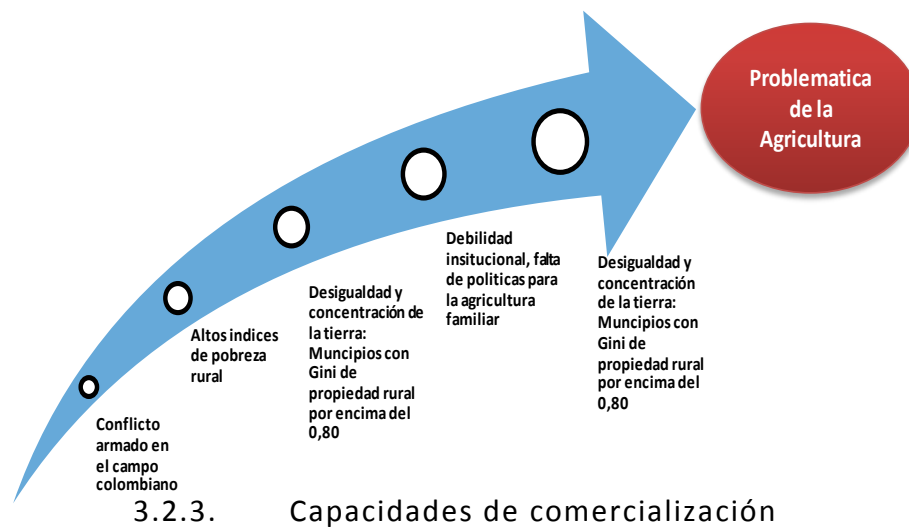 Problematica
de la
Agricultura
Conflicto
armado en
el campo
colombiano
Altos indices
de pobreza
rural
Desigualdad y
concentración de
la tierra:
Muncipios con
Gini de
propiedad rural
por encima del
0,80
Debilidad
insitucional, falta
de politicas para
la agricultura
familiar
Desigualdad y
concentración
de la tierra:
Muncipios con
Gini de
propiedad rural
por encima del
0,80
3.2.3. Capacidades de comercialización